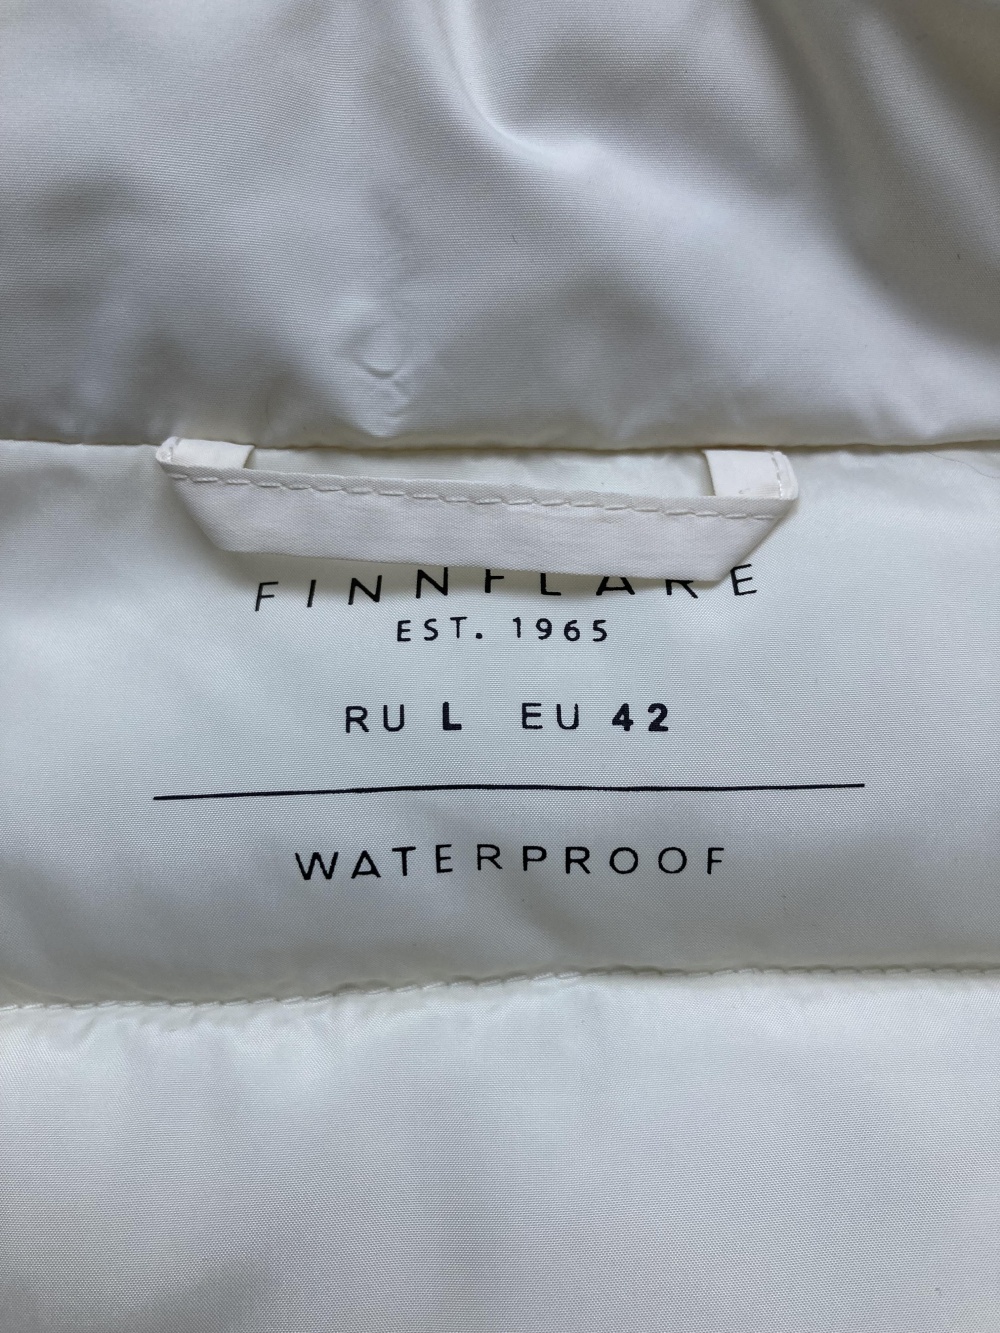 FINNFLARE
EST. 1965
RU L EU 42
WATERPROOF